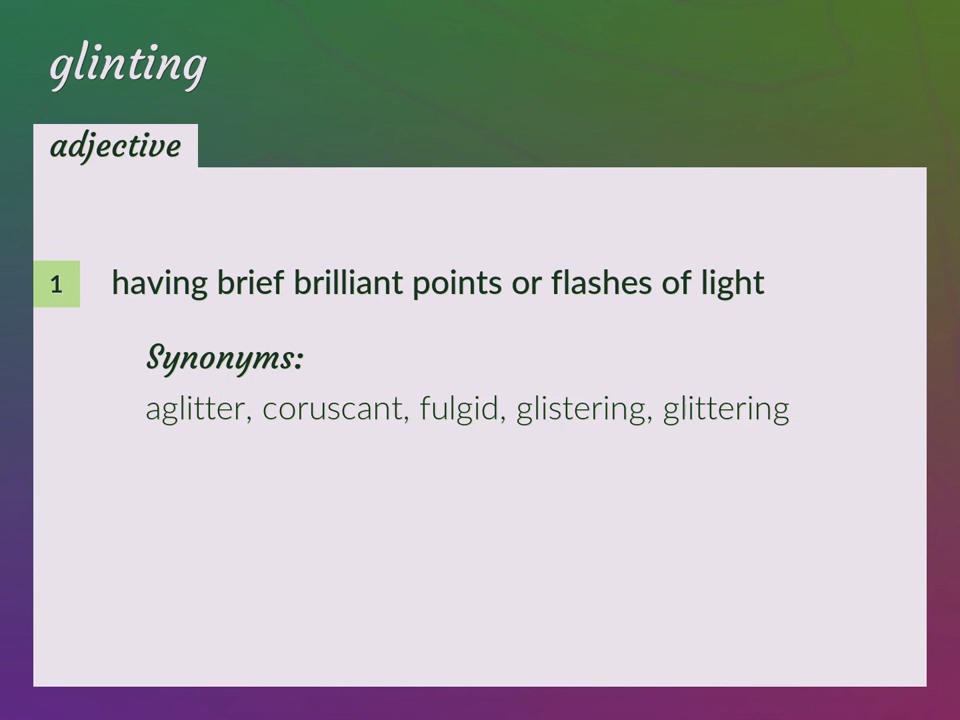 glinting
adjective
1 having brief brilliant points or flashes of light
Synonyms:
aglitter, coruscant, fulgid, glistering, glittering